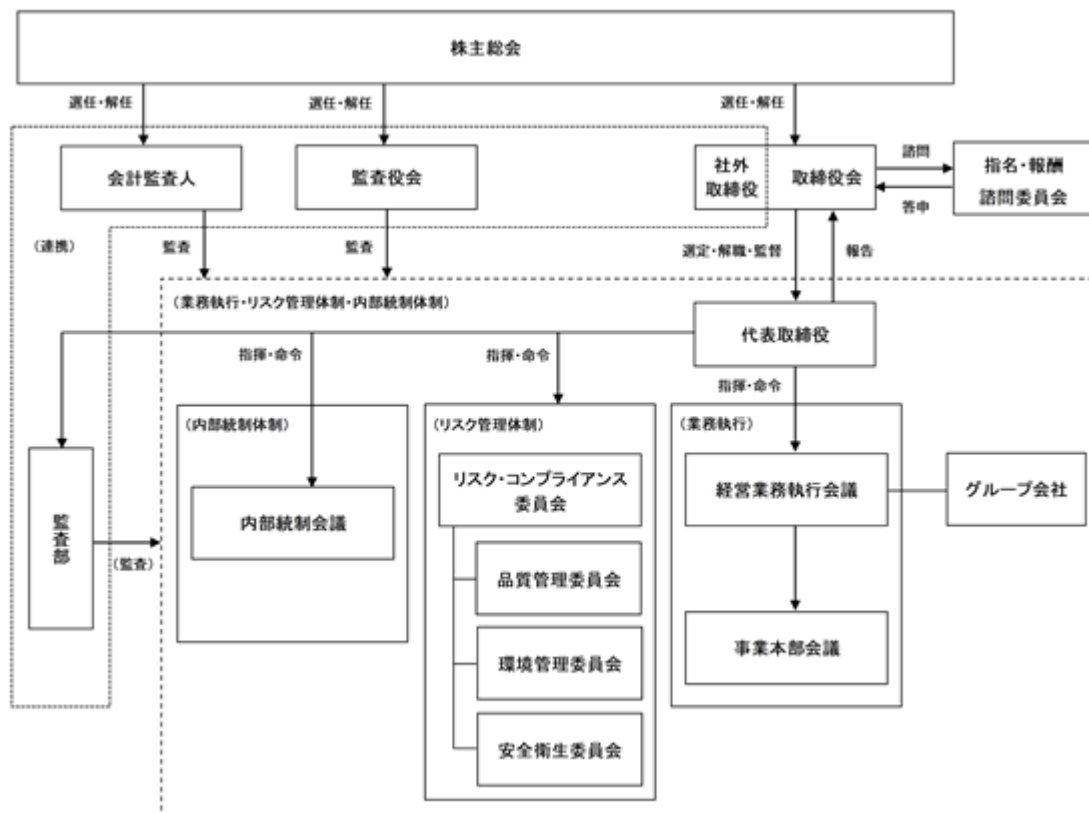 株主総会
選任・解任
選任・解任
選任・解任
会計監査人
監査役会
社外
取締役
取締役会
諮問
答申
指名・報酬
諮問委員会
(連携)
監査
監査
選定・解職・監督
報告
(業務執行・リスク管理体制・内部統制体制)
代表取締役
指揮・命令
指揮・命令
指揮・命令
(内部統制体制)
(リスク管理体制)
(業務執行)
監査部
(監査)
内部統制会議
リスク・コンプライアンス
委員会
品質管理委員会
環境管理委員会
安全衛生委員会
経営業務執行会議
グループ会社
事業本部会議